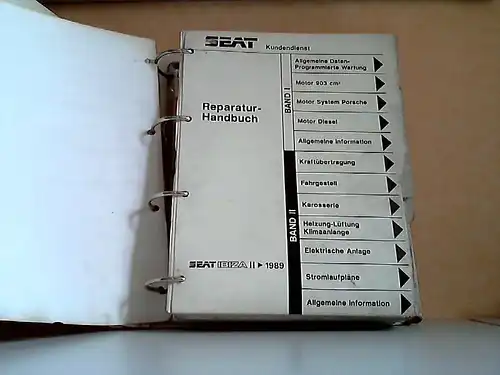 SEAT Kundendienst
Reparatur-
Handbuch
SEAT IBIZA II ▶ 1989
BAND I
Allgemeine Daten-
Programmierte Wartung
Motor 903 cm³
Motor System Porsche
Motor Diesel
Allgemeine Information
BAND II
Kraftübertragung
Fahrgestell
Karosserie
Heizung-Lüftung
Klimaanlage
Elektrische Anlage
Stromlaufpläne
Allgemeine Information